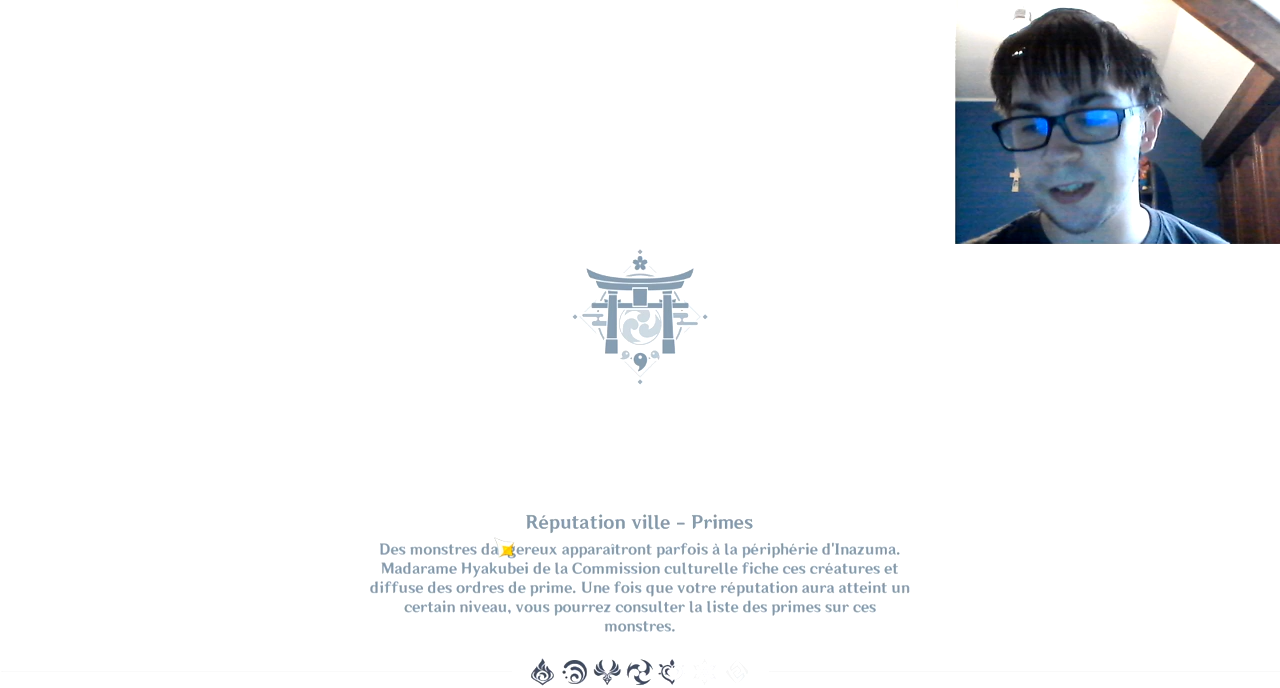 Réputation ville - Primes
Des monstres dangereux apparaîtront parfois à la périphérie d'Inazuma.
Madarame Hyakubei de la Commission culturelle fiche ces créatures et
diffuse des ordres de prime. Une fois que votre réputation aura atteint un
certain niveau, vous pourrez consulter la liste des primes sur ces
monstres.